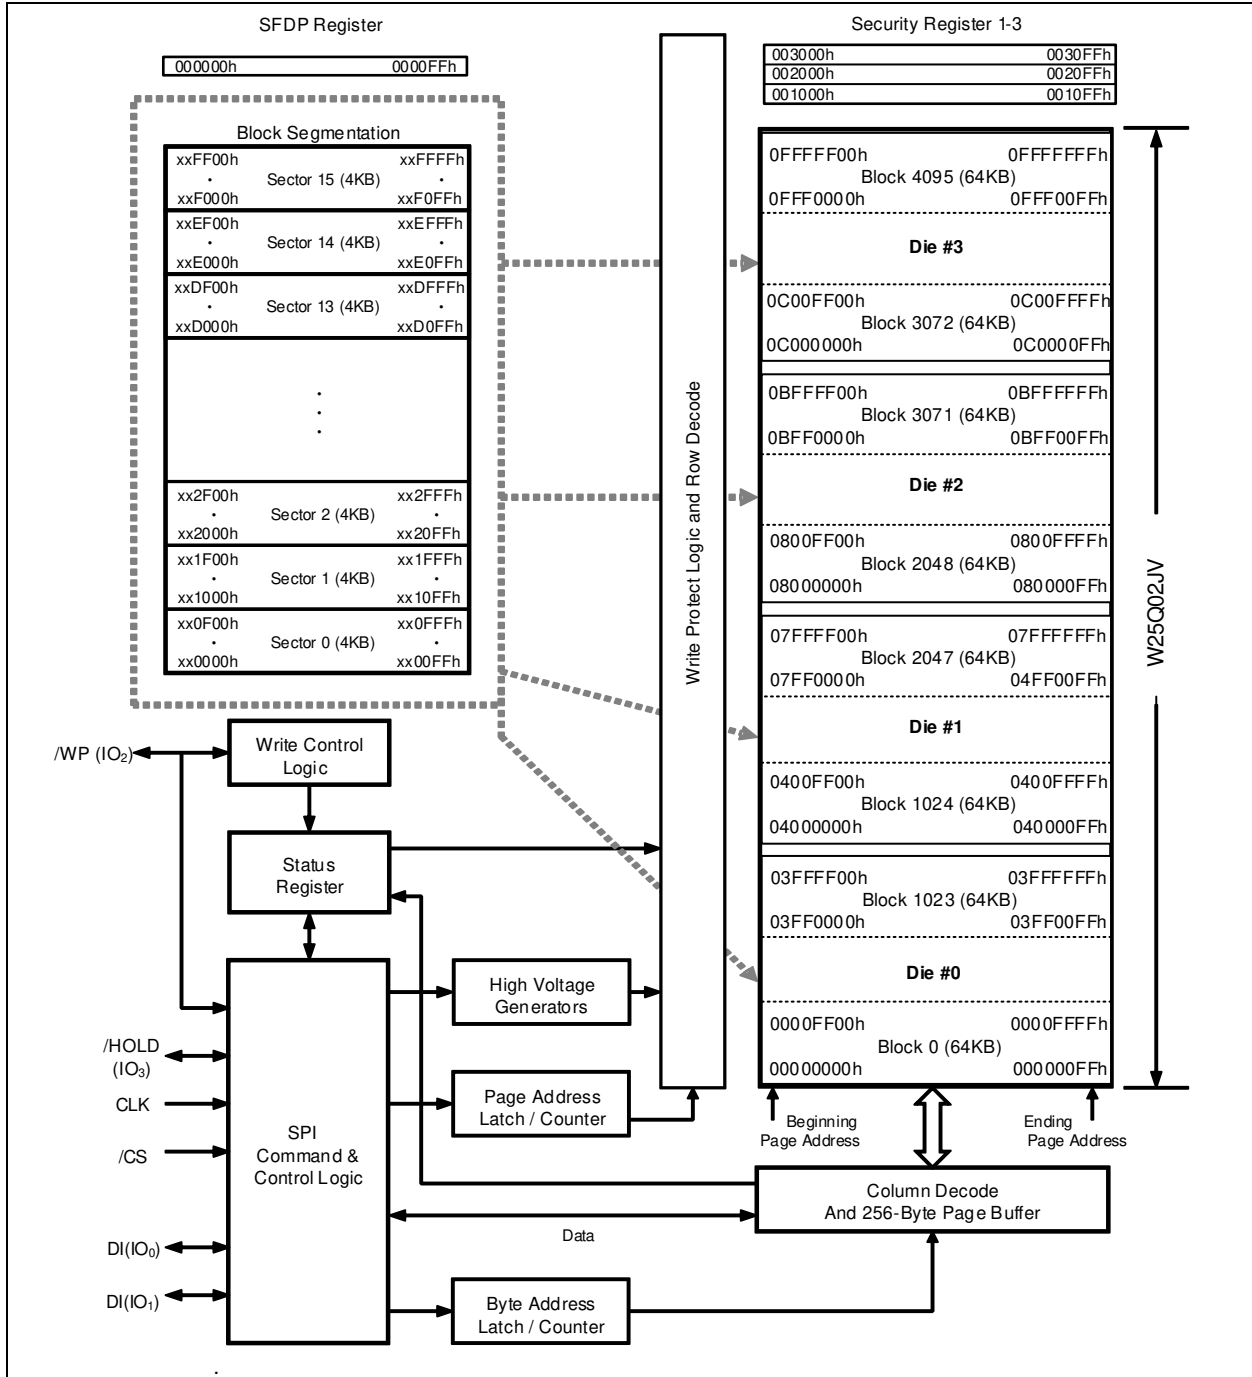 SFDP Register
000000h 0000FFh
Security Register 1-3
003000h 0030FFh
002000h 0020FFh
001000h 0010FFh
Block Segmentation
xxFF00h xxFFFFh
Sector 15 (4KB)
xxF000h xxF0FFh
xxEF00h xxEFFFh
Sector 14 (4KB)
xxE000h xxE0FFh
xxDF00h xxDFFFh
Sector 13 (4KB)
xxD000h xxD0FFh
xx2F00h xx2FFFh
Sector 2 (4KB)
xx2000h xx20FFh
xx1F00h xx1FFFh
Sector 1 (4KB)
xx1000h xx10FFh
xx0F00h xx0FFFh
Sector 0 (4KB)
xx0000h xx00FFh
Write Protect Logic and Row Decode
0FFFFF00h 0FFFFFFFh
Block 4095 (64KB)
0FFF0000h 0FFF00FFh
Die #3
0C00FF00h 0C00FFFFh
Block 3072 (64KB)
0C000000h 0C0000FFh
0BFFFF00h 0BFFFFFFh
Block 3071 (64KB)
0BFF0000h 0BFF00FFh
Die #2
0800FF00h 0800FFFFh
Block 2048 (64KB)
08000000h 080000FFh
07FFFF00h 07FFFFFFh
Block 2047 (64KB)
07FF0000h 04FF00FFh
Die #1
0400FF00h 0400FFFFh
Block 1024 (64KB)
04000000h 040000FFh
03FFFF00h 03FFFFFFh
Block 1023 (64KB)
03FF0000h 03FF00FFh
Die #0
0000FF00h 0000FFFFh
Block 0 (64KB)
00000000h 000000FFh
W25Q02JV
Beginning
Page Address
Ending
Page Address
/WP (IO₂)
Write Control
Logic
Status
Register
/HOLD
(IO₃)
CLK
/CS
DI(IO₀)
DI(IO₁)
SPI
Command &
Control Logic
High Voltage
Generators
Page Address
Latch / Counter
Column Decode
And 256-Byte Page Buffer
Data
Byte Address
Latch / Counter